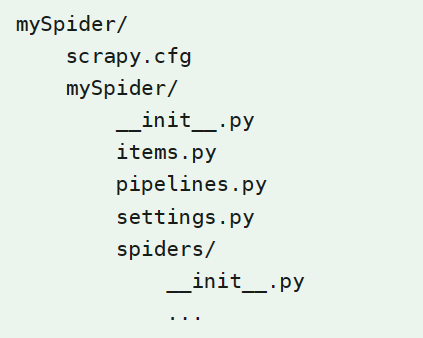 mySpider/
    scrapy.cfg
    mySpider/
        __init__.py
        items.py
        pipelines.py
        settings.py
        spiders/
            __init__.py
            ...